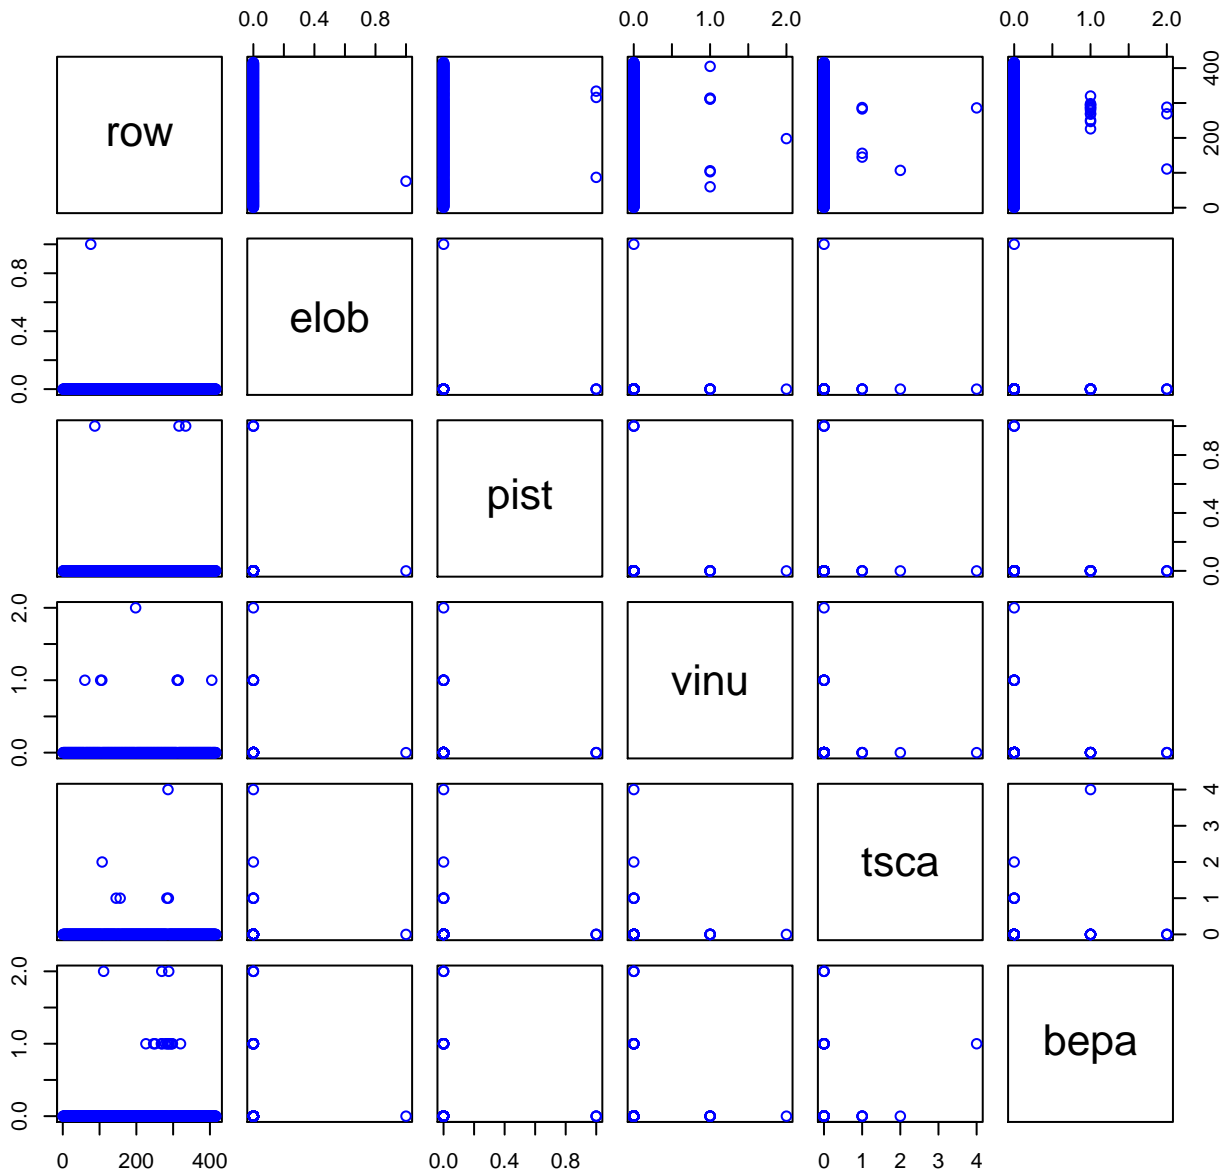 0.0 0.4 0.8 0.0 1.0 2.0 0.0 1.0 2.0
row 0 200 400
0.0 0.4 0.8 elob
pist 0.0 0.4 0.8
0.0 1.0 2.0 vinu
tsca 0 1 2 3 4
0.0 1.0 2.0 bepa
0 200 400 0.0 0.4 0.8 0 1 2 3 4